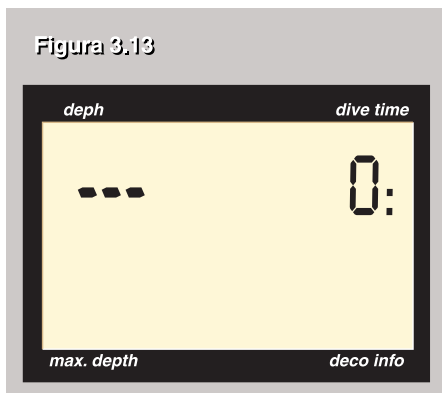 Figura 3.13
deph dive time
--- 0:
max. depth deco info